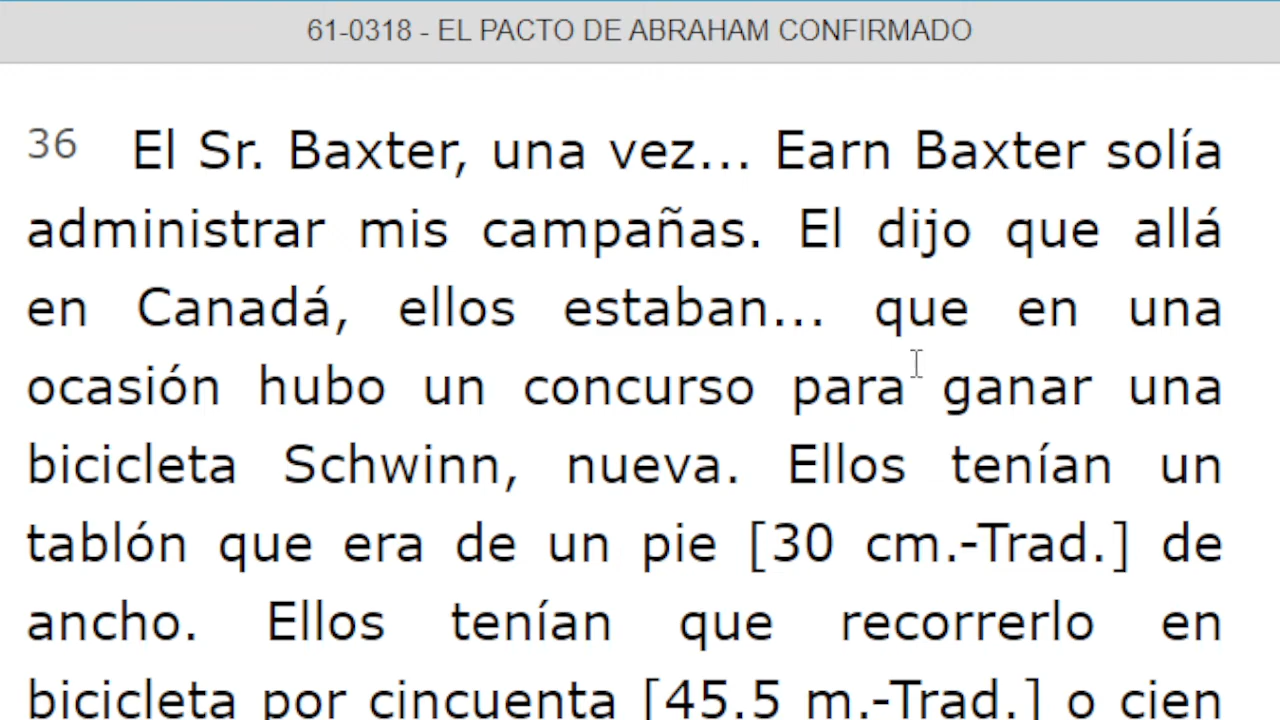 61-0318 - EL PACTO DE ABRAHAM CONFIRMADO
36 El Sr. Baxter, una vez... Earn Baxter solía
administrar mis campañas. El dijo que allá
en Canadá, ellos estaban... que en una
ocasión hubo un concurso para ganar una
bicicleta Schwinn, nueva. Ellos tenían un
tablón que era de un pie [30 cm.-Trad.] de
ancho. Ellos tenían que recorrerlo en
bicicleta por cincuenta [45.5 m.-Trad.] o cien